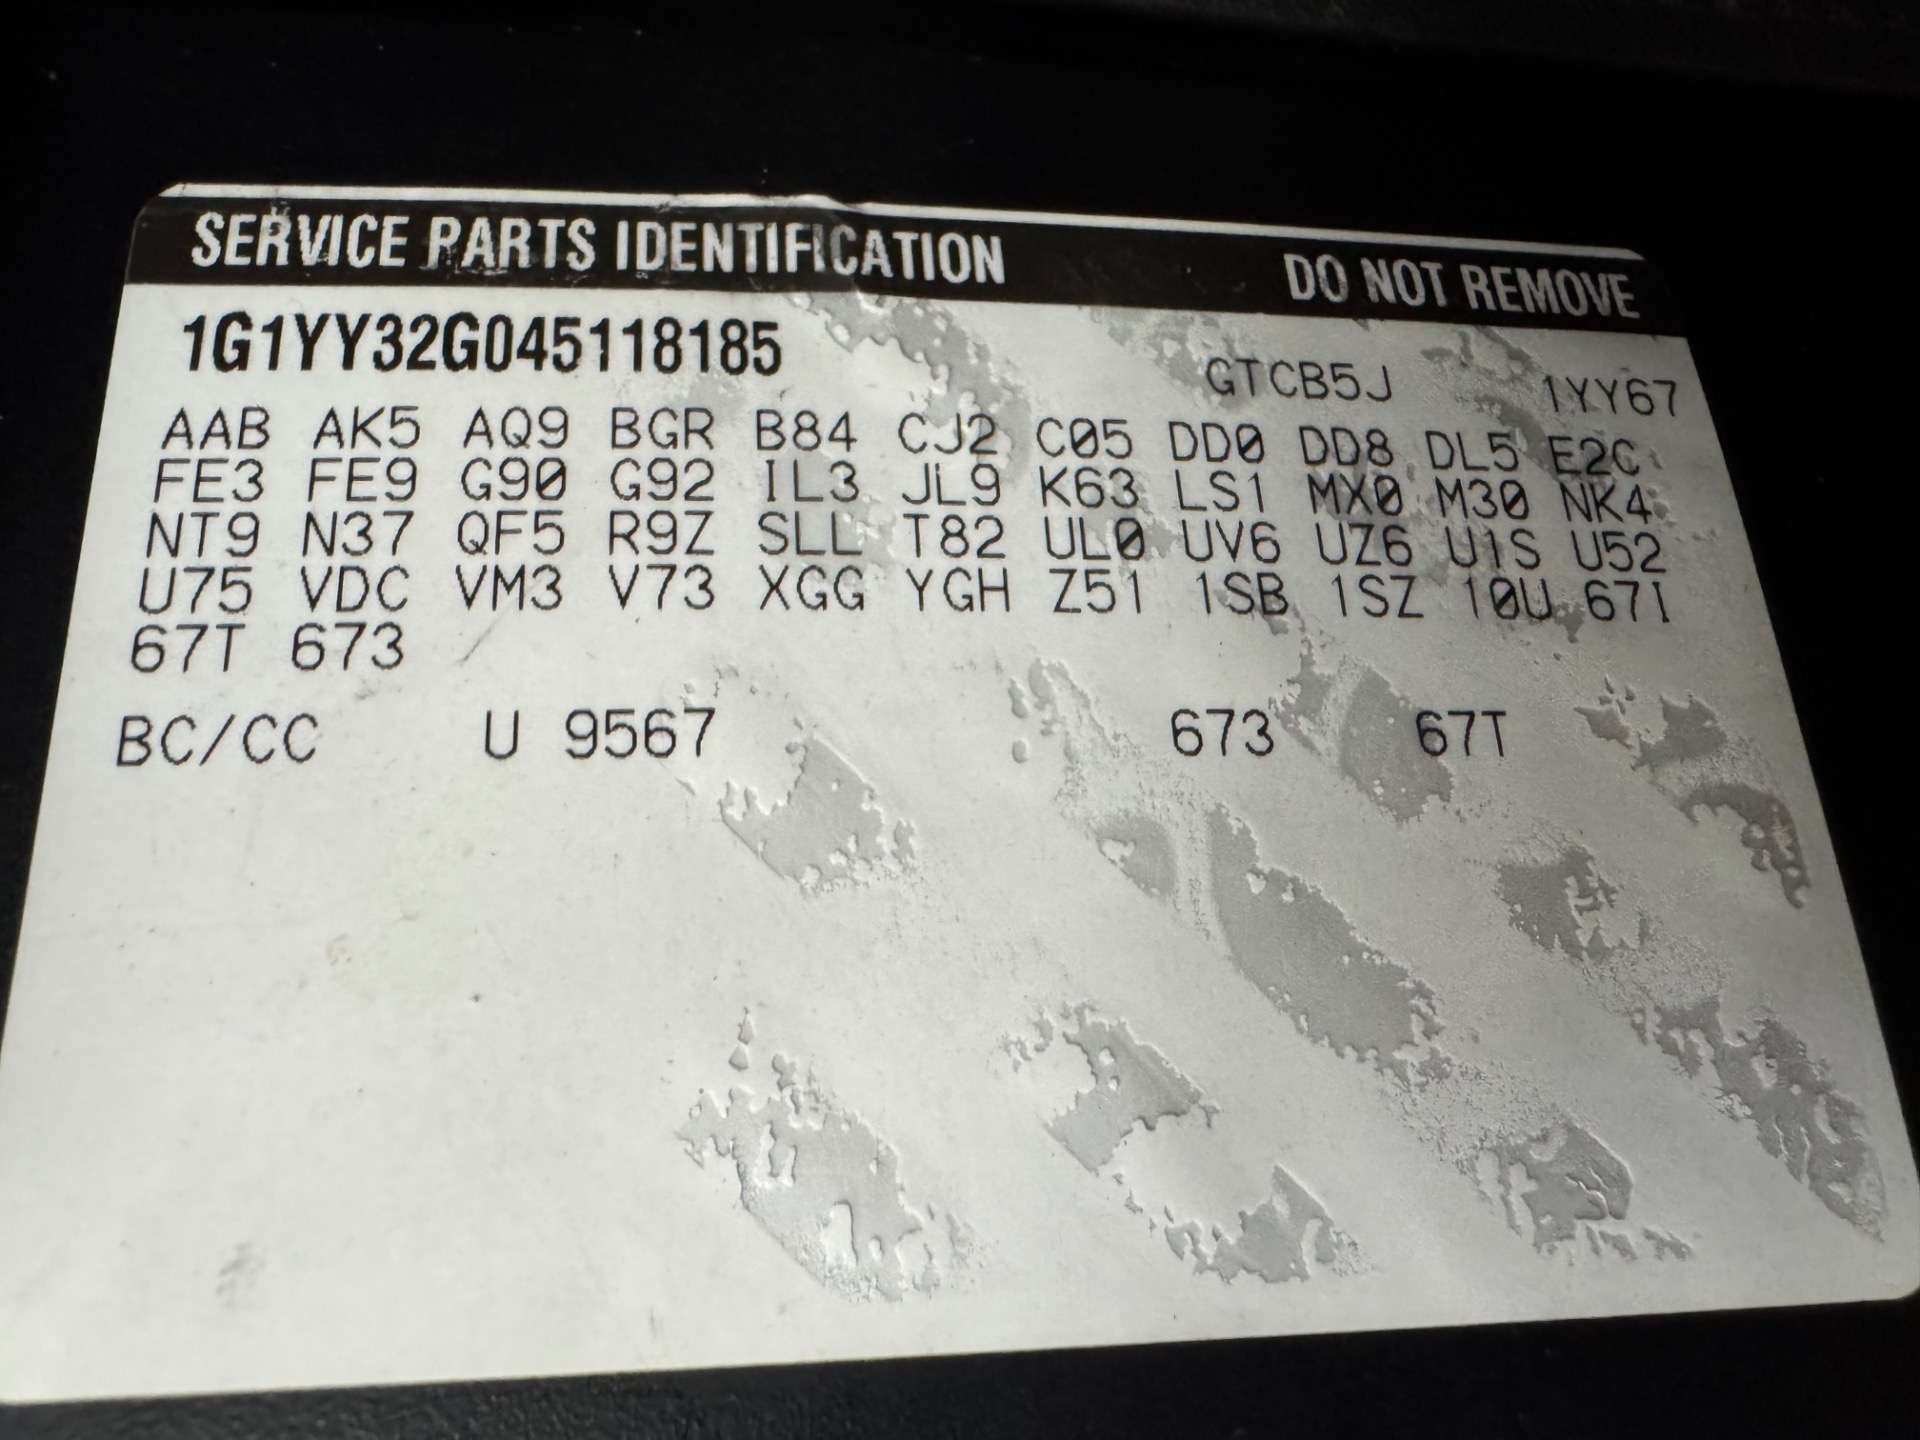 SERVICE PARTS IDENTIFICATION DO NOT REMOVE
1G1YY32G045118185 GTCB5J 1YY67
AAB AK5 AQ9 BGR B84 CJ2 C05 DD0 DD8 DL5 E2C
FE3 FE9 G90 G92 IL3 JL9 K63 LS1 MX0 M30 NK4
NT9 N37 QF5 R9Z SLL T82 UL0 UV6 UZ6 U1S U52
U75 VDC VM3 V73 XGG YGH Z51 1SB 1SZ 10U 67I
67T 673
BC/CC U 9567 673 67T